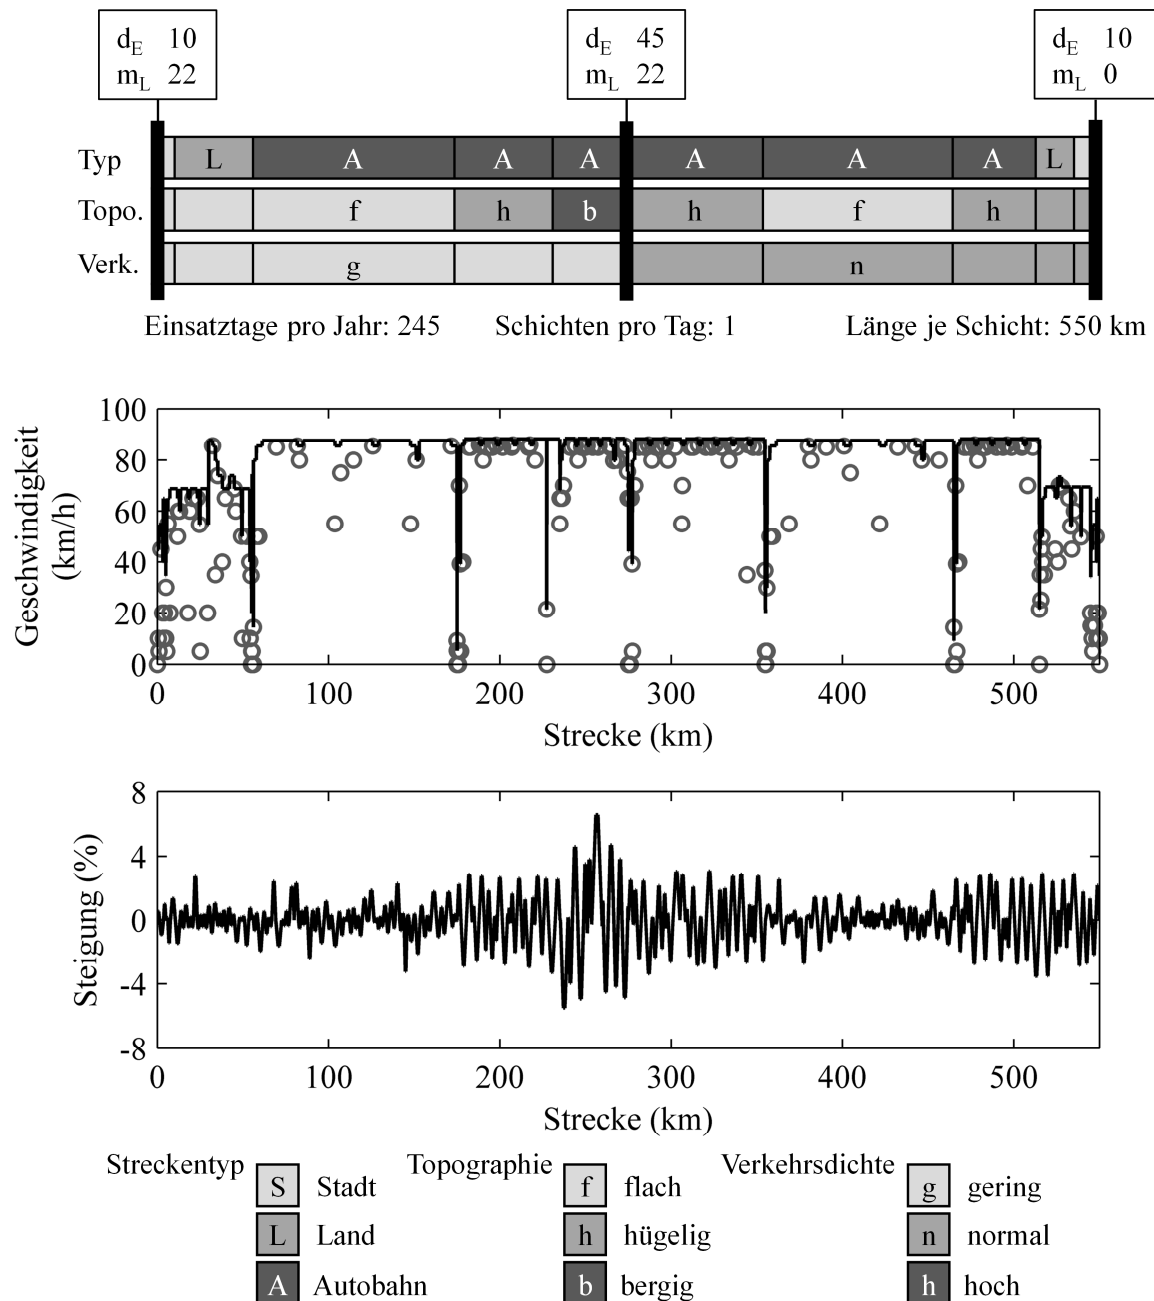 d_E 10
m_L 22
d_E 45
m_L 22
d_E 10
m_L 0
Typ L A A A A A A L
Topo. f h b h f h
Verk. g n
Einsatztage pro Jahr: 245 Schichten pro Tag: 1 Länge je Schicht: 550 km
Geschwindigkeit
(km/h)
100
80
60
40
20
0
0 100 200 300 400 500
Strecke (km)
Steigung (%)
8
4
0
-4
-8
0 100 200 300 400 500
Strecke (km)
Streckentyp Topographie Verkehrsdichte
S Stadt f flach g gering
L Land h hügelig n normal
A Autobahn b bergig h hoch